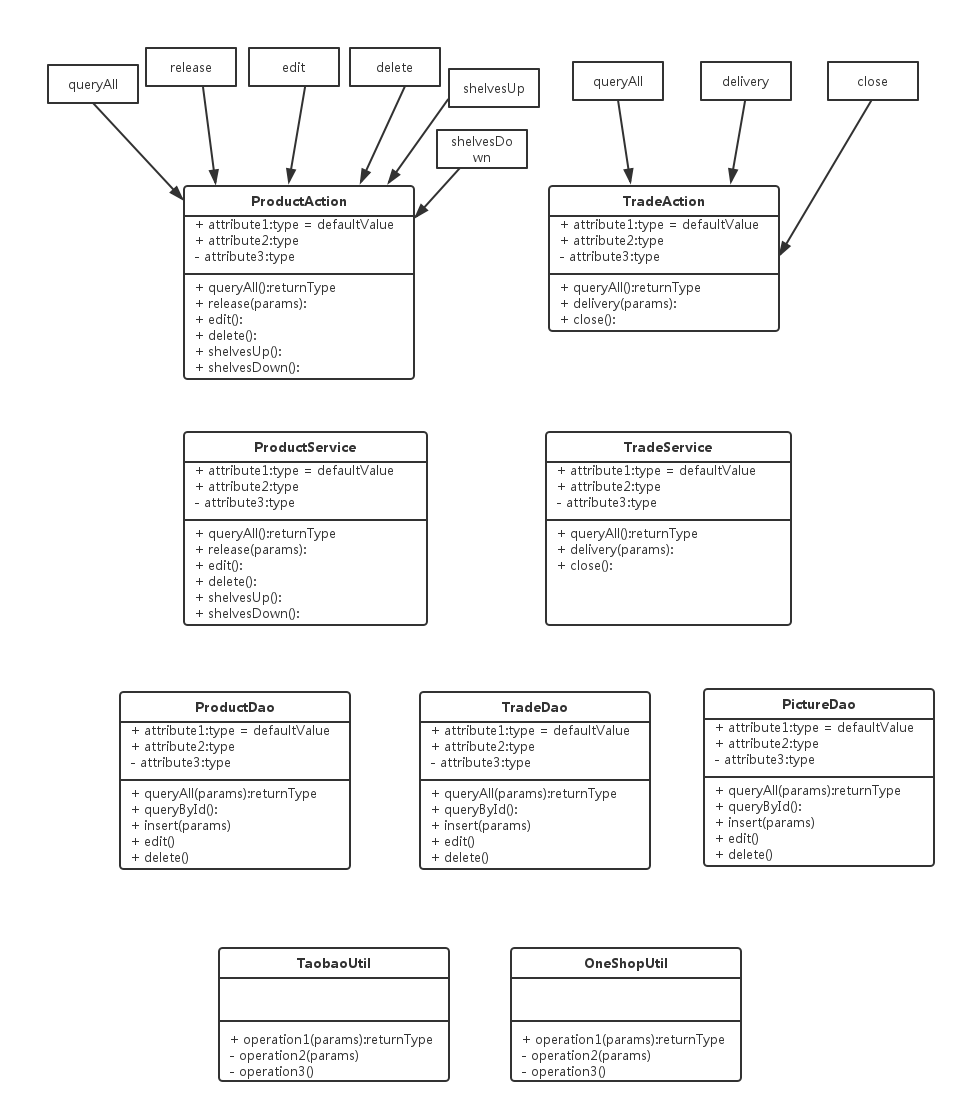 queryAll
release
edit
delete
shelvesUp
shelvesDo
wn
queryAll
delivery
close
ProductAction
+ attribute1:type = defaultValue
+ attribute2:type
- attribute3:type
+ queryAll():returnType
+ release(params):
+ edit():
+ delete():
+ shelvesUp():
+ shelvesDown():
TradeAction
+ attribute1:type = defaultValue
+ attribute2:type
- attribute3:type
+ queryAll():returnType
+ delivery(params):
+ close():
ProductService
+ attribute1:type = defaultValue
+ attribute2:type
- attribute3:type
+ queryAll():returnType
+ release(params):
+ edit():
+ delete():
+ shelvesUp():
+ shelvesDown():
TradeService
+ attribute1:type = defaultValue
+ attribute2:type
- attribute3:type
+ queryAll():returnType
+ delivery(params):
+ close():
ProductDao
+ attribute1:type = defaultValue
+ attribute2:type
- attribute3:type
+ queryAll(params):returnType
+ queryById():
+ insert(params)
+ edit()
+ delete()
TradeDao
+ attribute1:type = defaultValue
+ attribute2:type
- attribute3:type
+ queryAll(params):returnType
+ queryById():
+ insert(params)
+ edit()
+ delete()
PictureDao
+ attribute1:type = defaultValue
+ attribute2:type
- attribute3:type
+ queryAll(params):returnType
+ queryById():
+ insert(params)
+ edit()
+ delete()
TaobaoUtil
+ operation1(params):returnType
- operation2(params)
- operation3()
OneShopUtil
+ operation1(params):returnType
- operation2(params)
- operation3()